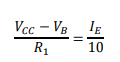 (V_CC − V_B) / R_1 = I_E / 10